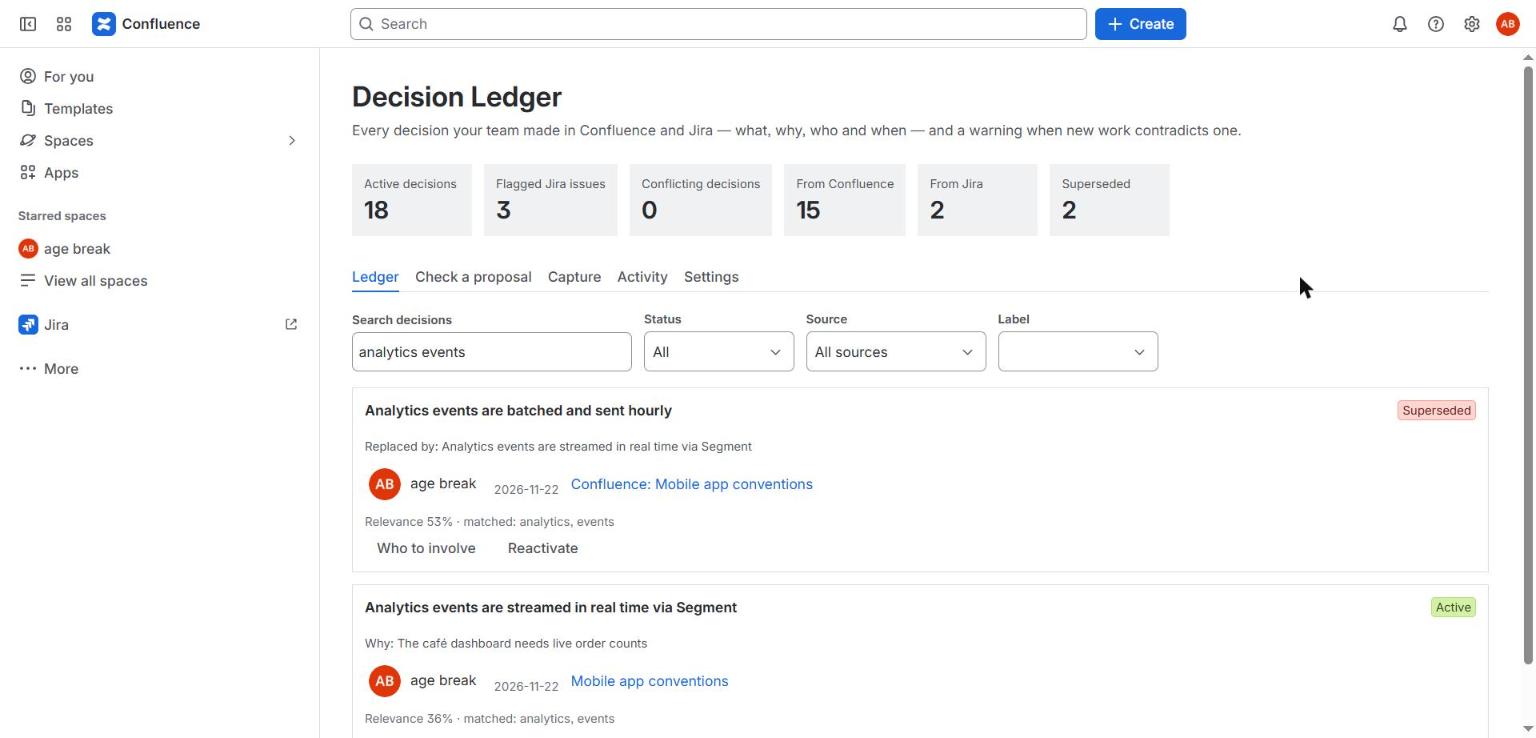 Confluence
Search
Create
AB
For you
Templates
Spaces
Apps
Starred spaces
AB age break
View all spaces
Jira
More
Decision Ledger
Every decision your team made in Confluence and Jira — what, why, who and when — and a warning when new work contradicts one.
Active decisions
18
Flagged Jira issues
3
Conflicting decisions
0
From Confluence
15
From Jira
2
Superseded
2
Ledger Check a proposal Capture Activity Settings
Search decisions Status Source Label
analytics events All All sources
Analytics events are batched and sent hourly Superseded
Replaced by: Analytics events are streamed in real time via Segment
AB age break 2026-11-22 Confluence: Mobile app conventions
Relevance 53% · matched: analytics, events
Who to involve Reactivate
Analytics events are streamed in real time via Segment Active
Why: The café dashboard needs live order counts
AB age break 2026-11-22 Mobile app conventions
Relevance 36% · matched: analytics, events